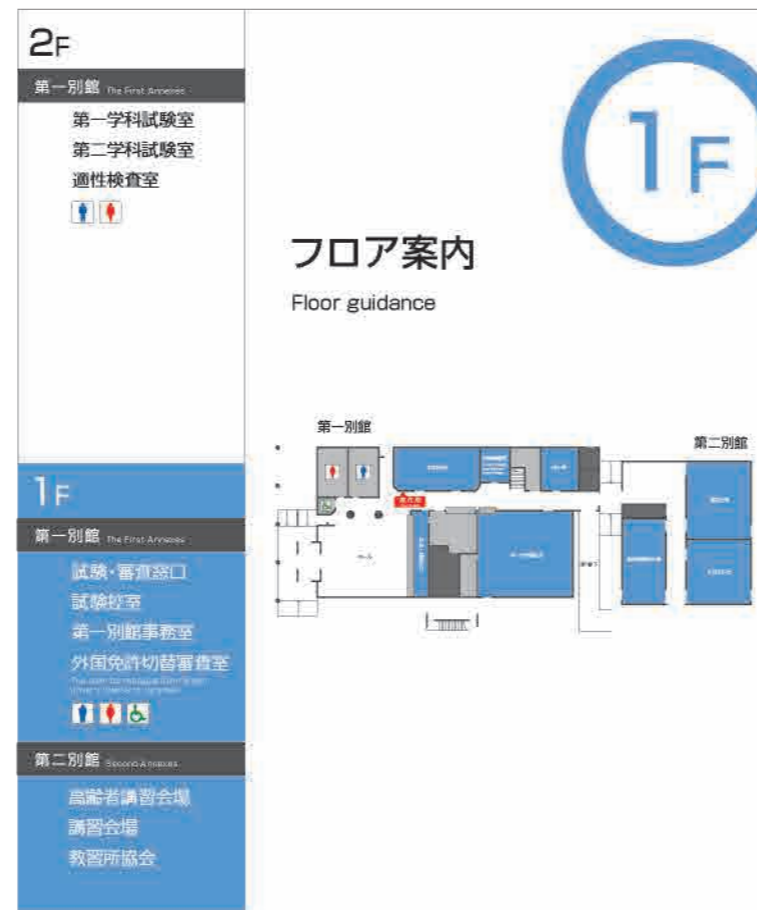 2F
第一別館 The First Annexes
第一学科試験室
第二学科試験室
適性検査室
1F
第一別館 The First Annexes
試験・審査窓口
試験控室
第一別館事務室
外国免許切替審査室
第二別館 Second Annexes
高齢者講習会場
講習会場
教習所協会
1F
フロア案内
Floor guidance
第一別館
第二別館